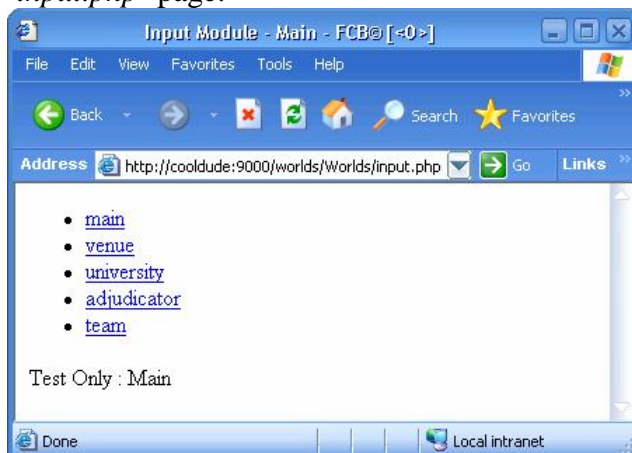 "input.php" page.
Input Module - Main - FCB© [<0>]
File Edit View Favorites Tools Help
Back Search Favorites
Address http://cooldude:9000/worlds/Worlds/input.php Go Links
main
venue
university
adjudicator
team
Test Only : Main
Done Local intranet